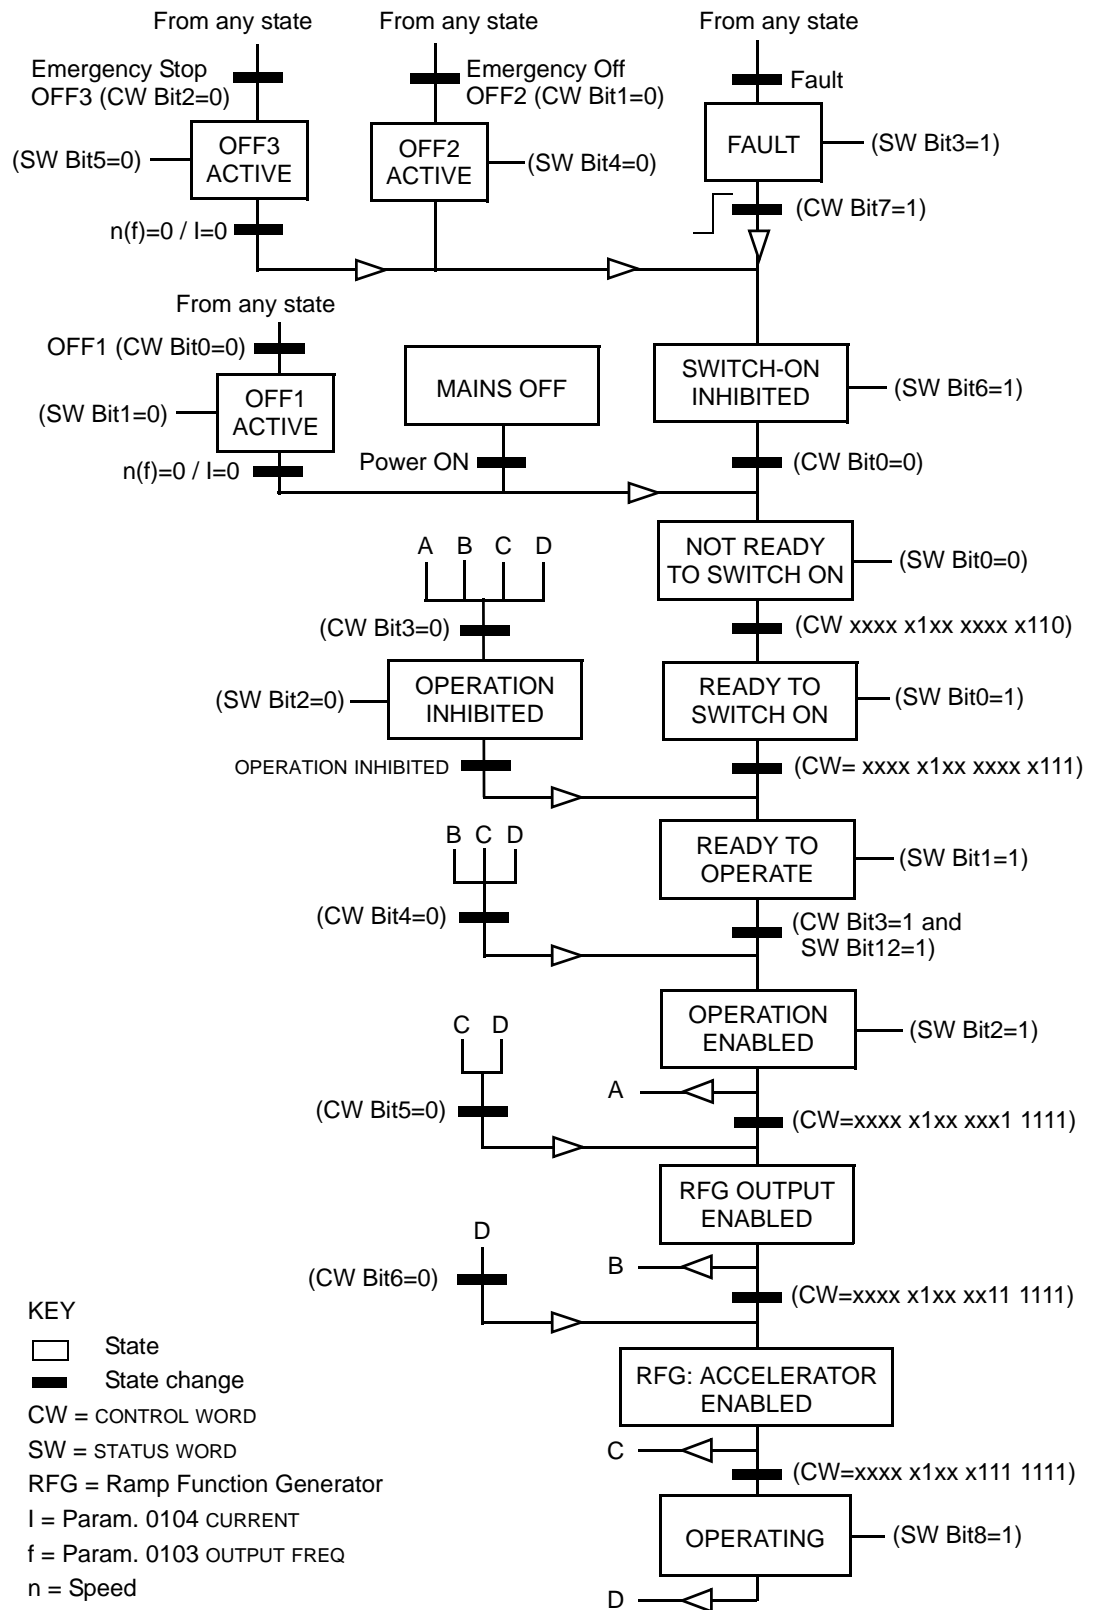 From any state
From any state
From any state
Emergency Stop
OFF3 (CW Bit2=0)
Emergency Off
OFF2 (CW Bit1=0)
Fault
OFF3
ACTIVE
(SW Bit5=0)
OFF2
ACTIVE
(SW Bit4=0)
FAULT
(SW Bit3=1)
n(f)=0 / I=0
(CW Bit7=1)
From any state
OFF1 (CW Bit0=0)
OFF1
ACTIVE
(SW Bit1=0)
MAINS OFF
SWITCH-ON
INHIBITED
(SW Bit6=1)
n(f)=0 / I=0
Power ON
(CW Bit0=0)
NOT READY
TO SWITCH ON
(SW Bit0=0)
A B C D
(CW Bit3=0)
(CW xxxx x1xx xxxx x110)
OPERATION
INHIBITED
(SW Bit2=0)
READY TO
SWITCH ON
(SW Bit0=1)
OPERATION INHIBITED
(CW= xxxx x1xx xxxx x111)
B C D
READY TO
OPERATE
(SW Bit1=1)
(CW Bit4=0)
(CW Bit3=1 and
SW Bit12=1)
OPERATION
ENABLED
(SW Bit2=1)
C D
A
(CW Bit5=0)
(CW=xxxx x1xx xxx1 1111)
RFG OUTPUT
ENABLED
D
B
(CW Bit6=0)
(CW=xxxx x1xx xx11 1111)
RFG: ACCELERATOR
ENABLED
C
(CW=xxxx x1xx x111 1111)
OPERATING
(SW Bit8=1)
D
KEY
State
State change
CW = CONTROL WORD
SW = STATUS WORD
RFG = Ramp Function Generator
I = Param. 0104 CURRENT
f = Param. 0103 OUTPUT FREQ
n = Speed